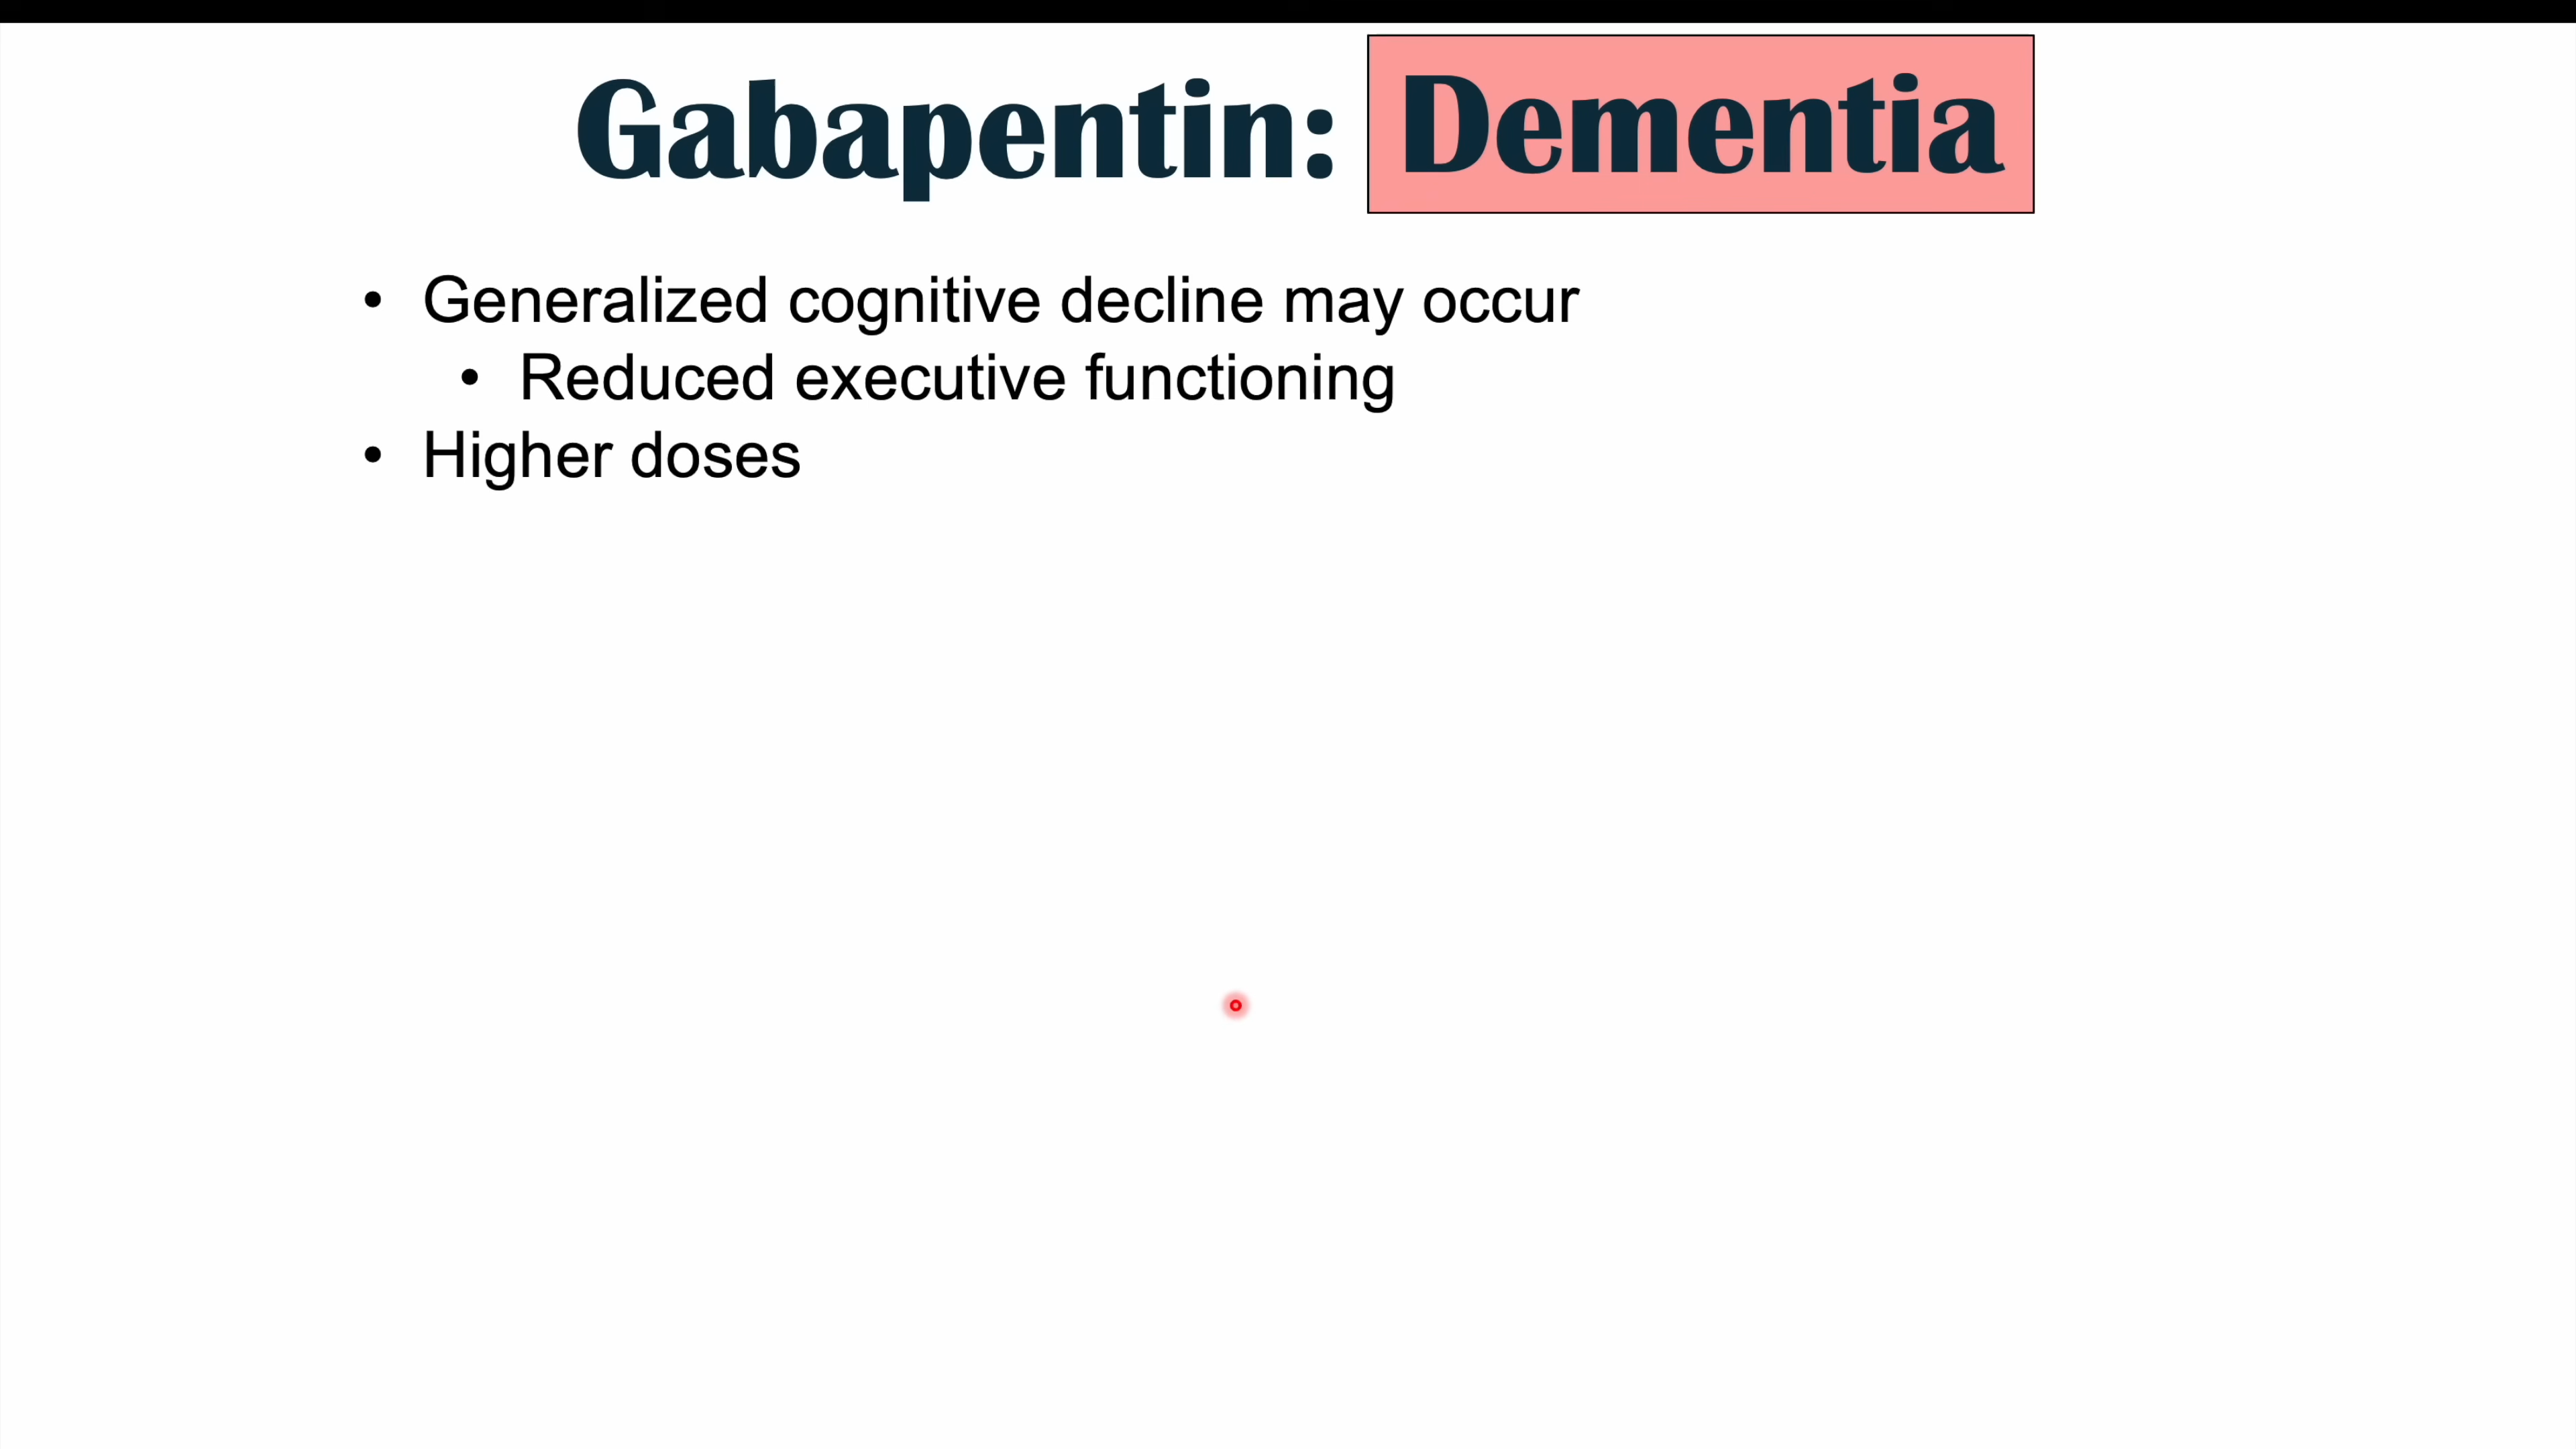 Gabapentin: Dementia
• Generalized cognitive decline may occur
• Reduced executive functioning
• Higher doses